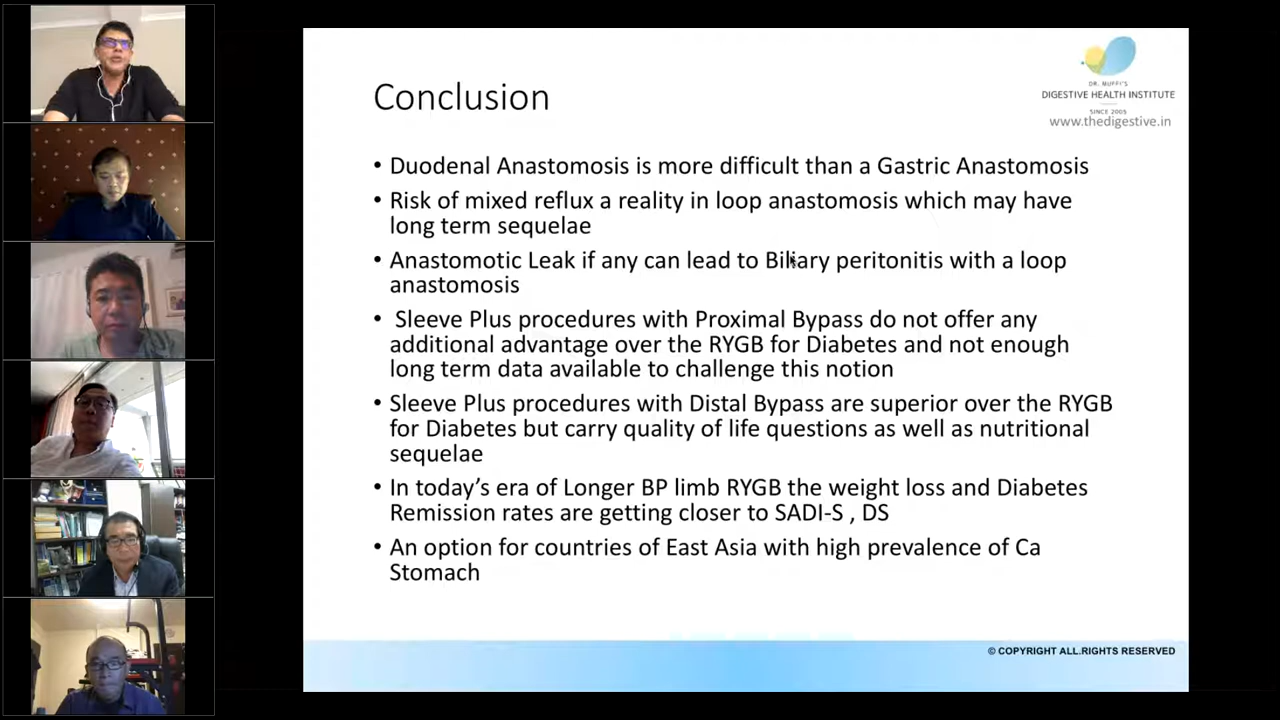 DR. MUFFI'S
DIGESTIVE HEALTH INSTITUTE
SINCE 2005
www.thedigestive.in
Conclusion
• Duodenal Anastomosis is more difficult than a Gastric Anastomosis
• Risk of mixed reflux a reality in loop anastomosis which may have
long term sequelae
• Anastomotic Leak if any can lead to Biliary peritonitis with a loop
anastomosis
• Sleeve Plus procedures with Proximal Bypass do not offer any
additional advantage over the RYGB for Diabetes and not enough
long term data available to challenge this notion
• Sleeve Plus procedures with Distal Bypass are superior over the RYGB
for Diabetes but carry quality of life questions as well as nutritional
sequelae
• In today's era of Longer BP limb RYGB the weight loss and Diabetes
Remission rates are getting closer to SADI-S , DS
• An option for countries of East Asia with high prevalence of Ca
Stomach
© COPYRIGHT ALL.RIGHTS RESERVED